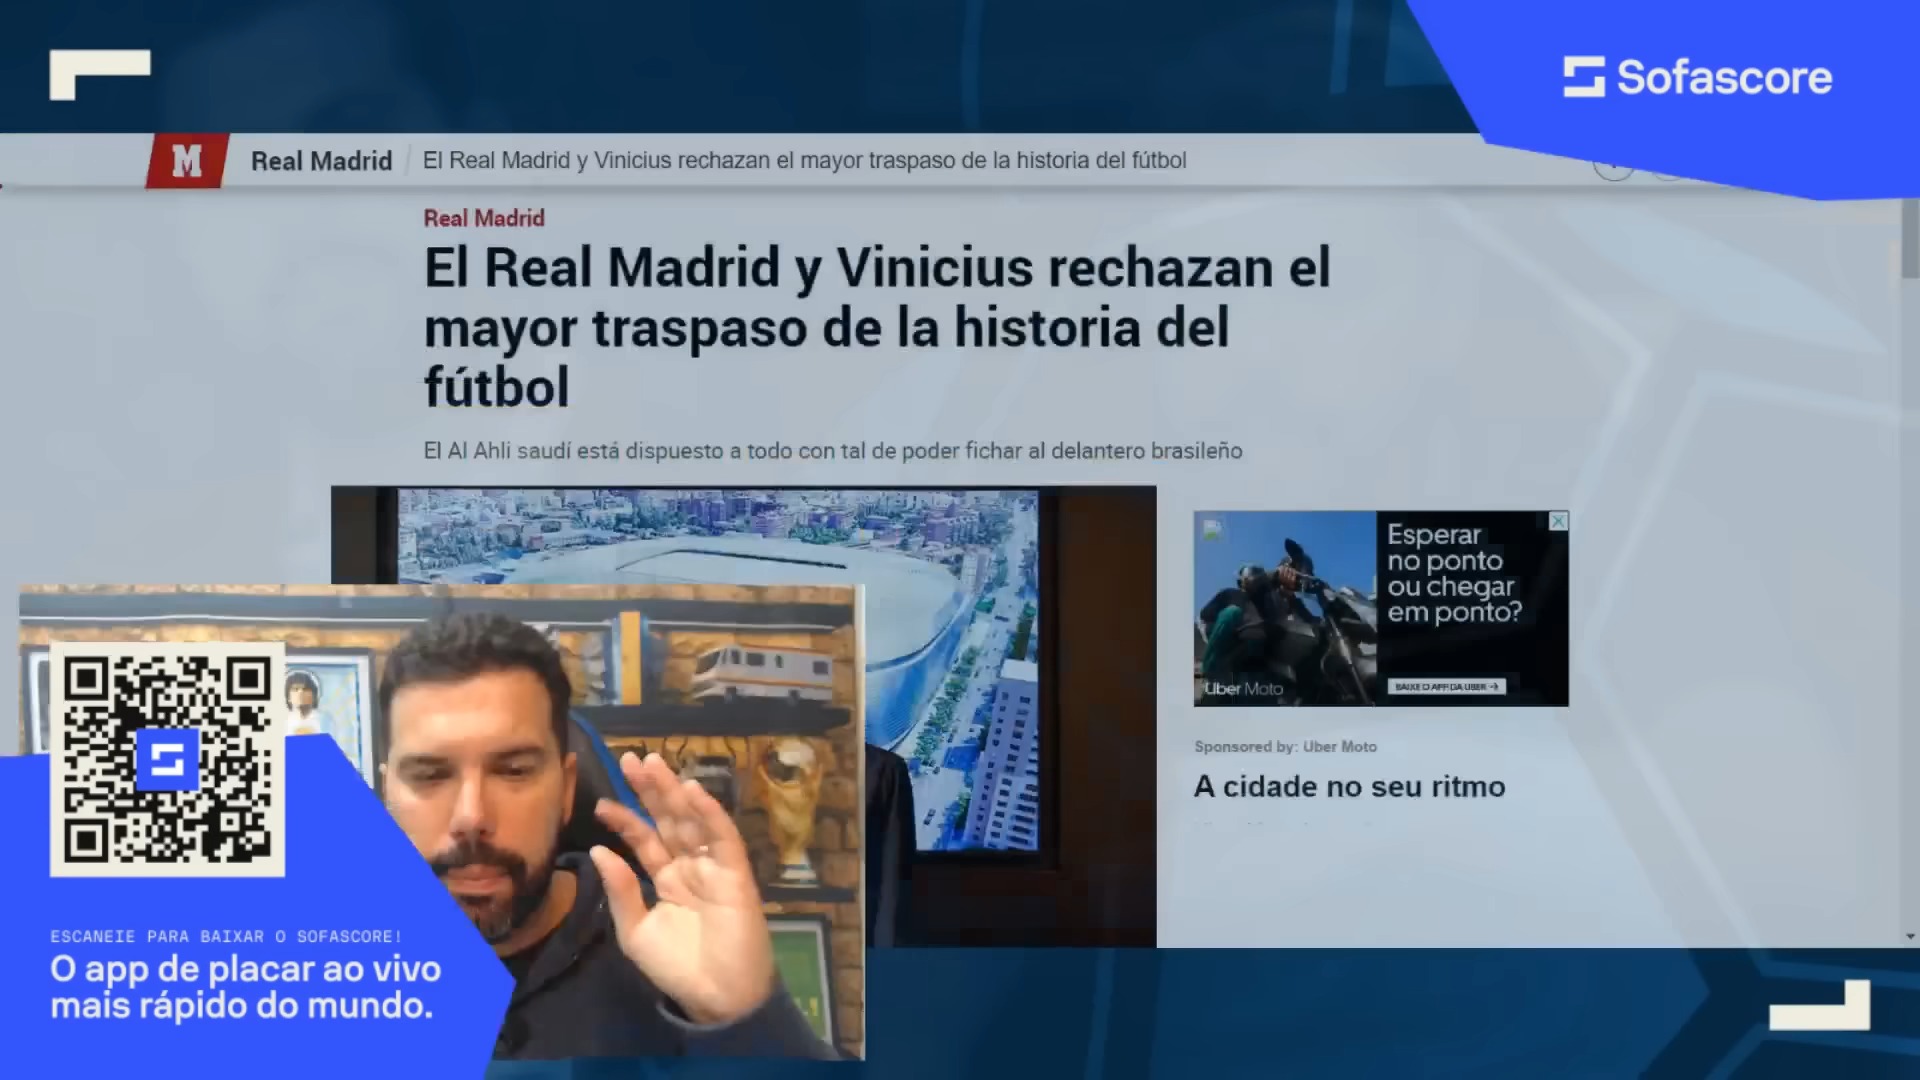 Sofascore
M
Real Madrid
El Real Madrid y Vinicius rechazan el mayor traspaso de la historia del fútbol
Real Madrid
El Real Madrid y Vinicius rechazan el
mayor traspaso de la historia del
fútbol
El Al Ahli saudí está dispuesto a todo con tal de poder fichar al delantero brasileño
Esperar
no ponto
ou chegar
em ponto?
Uber Moto
BAIXE O APP DA UBER
Sponsored by: Uber Moto
A cidade no seu ritmo
ESCANEIE PARA BAIXAR O SOFASCORE!
O app de placar ao vivo
mais rápido do mundo.